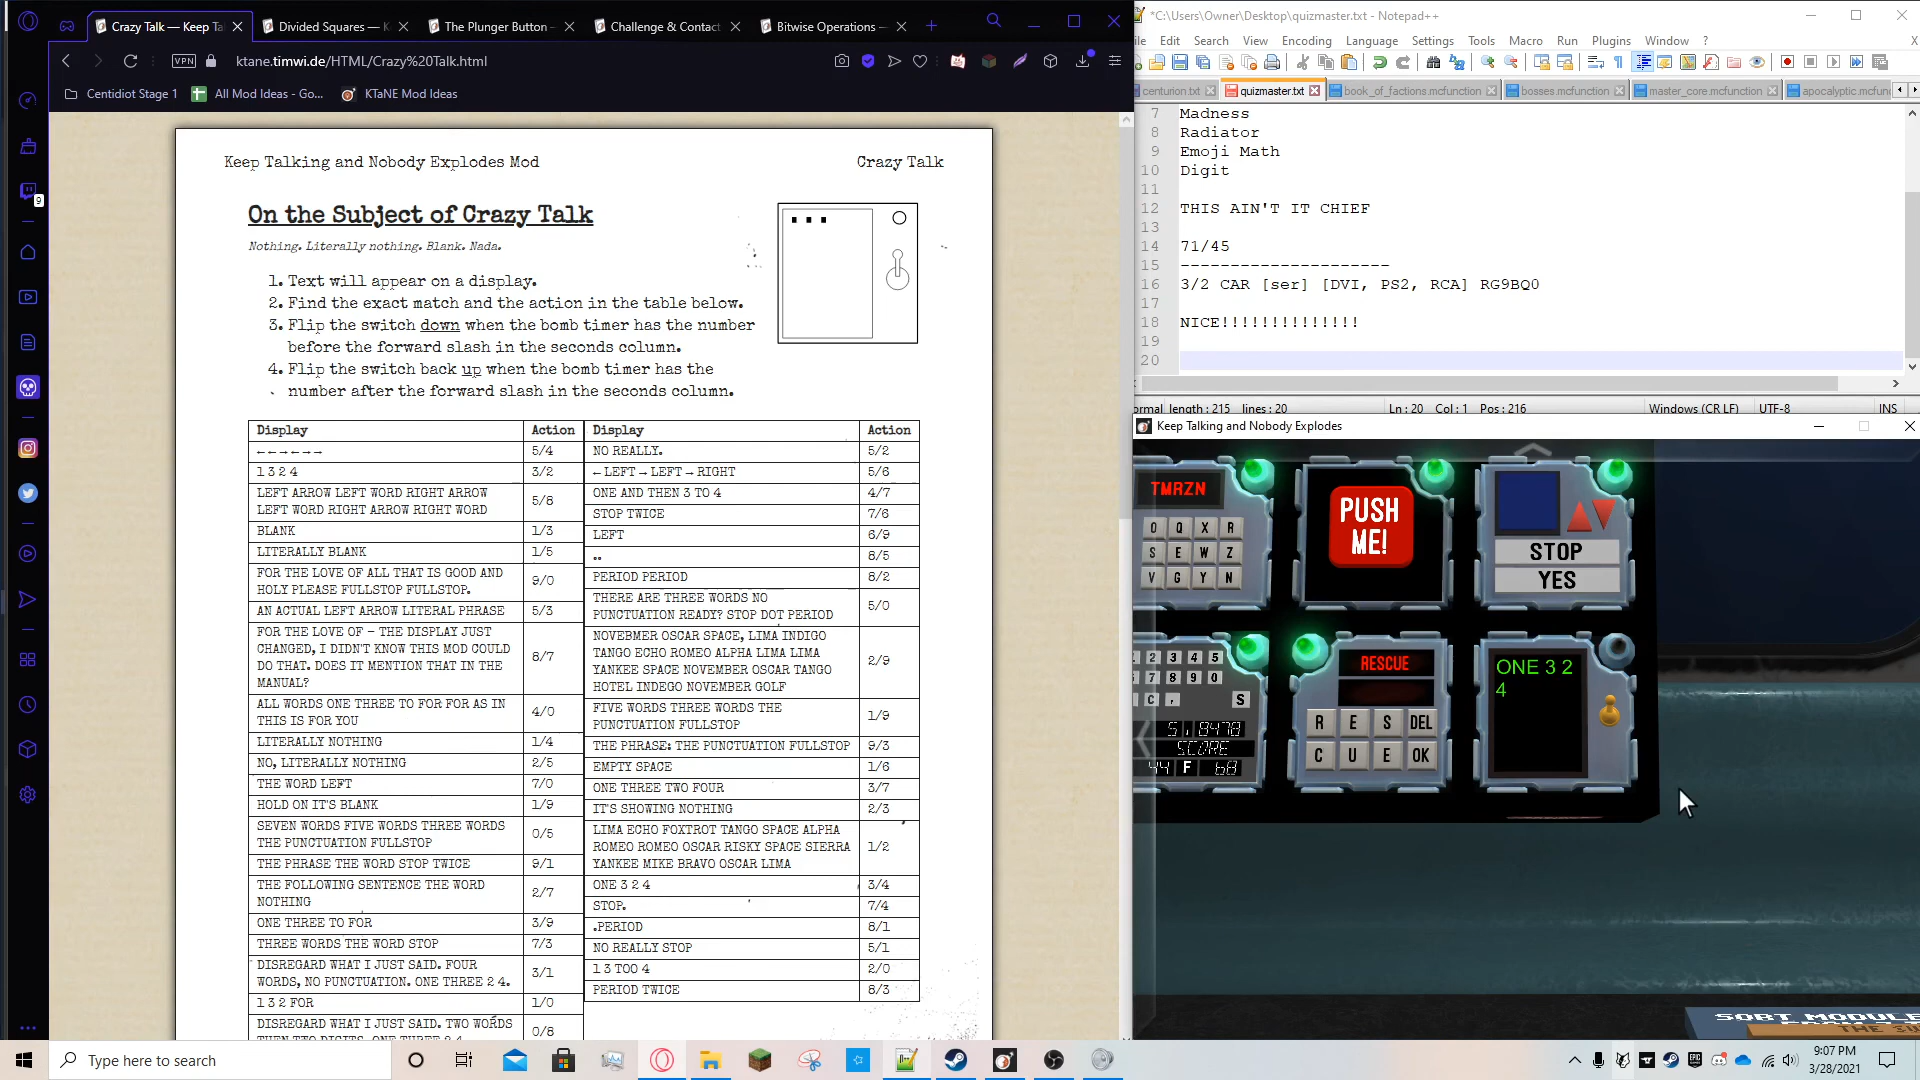 Crazy Talk — Keep Ta
Divided Squares — K
The Plunger Button –
Challenge & Contact
Bitwise Operations –
VPN
ktane.timwi.de/HTML/Crazy%20Talk.html
Centidiot Stage 1
All Mod Ideas - Go...
KTaNE Mod Ideas
9
Keep Talking and Nobody Explodes Mod
Crazy Talk
On the Subject of Crazy Talk
Nothing. Literally nothing. Blank. Nada.
1. Text will appear on a display.
2. Find the exact match and the action in the table below.
3. Flip the switch down when the bomb timer has the number
before the forward slash in the seconds column.
4. Flip the switch back up when the bomb timer has the
number after the forward slash in the seconds column.
Display Action
←←→←→→ 5/4
1 3 2 4 3/2
LEFT ARROW LEFT WORD RIGHT ARROW
LEFT WORD RIGHT ARROW RIGHT WORD 5/8
BLANK 1/3
LITERALLY BLANK 1/5
FOR THE LOVE OF ALL THAT IS GOOD AND
HOLY PLEASE FULLSTOP FULLSTOP. 9/0
AN ACTUAL LEFT ARROW LITERAL PHRASE 5/3
FOR THE LOVE OF - THE DISPLAY JUST
CHANGED, I DIDN'T KNOW THIS MOD COULD
DO THAT. DOES IT MENTION THAT IN THE
MANUAL? 8/7
ALL WORDS ONE THREE TO FOR FOR AS IN
THIS IS FOR YOU 4/0
LITERALLY NOTHING 1/4
NO, LITERALLY NOTHING 2/5
THE WORD LEFT 7/0
HOLD ON IT'S BLANK 1/9
SEVEN WORDS FIVE WORDS THREE WORDS
THE PUNCTUATION FULLSTOP 0/5
THE PHRASE THE WORD STOP TWICE 9/1
THE FOLLOWING SENTENCE THE WORD
NOTHING 2/7
ONE THREE TO FOR 3/9
THREE WORDS THE WORD STOP 7/3
DISREGARD WHAT I JUST SAID. FOUR
WORDS, NO PUNCTUATION. ONE THREE 2 4. 3/1
1 3 2 FOR 1/0
DISREGARD WHAT I JUST SAID. TWO WORDS
THEN TWO DIGITS. ONE THREE 2 4. 0/8
Display Action
NO REALLY. 5/2
←LEFT→LEFT→RIGHT 5/6
ONE AND THEN 3 TO 4 4/7
STOP TWICE 7/6
LEFT 6/9
.. 8/5
PERIOD PERIOD 8/2
THERE ARE THREE WORDS NO
PUNCTUATION READY? STOP DOT PERIOD 5/0
NOVEBMER OSCAR SPACE, LIMA INDIGO
TANGO ECHO ROMEO ALPHA LIMA LIMA
YANKEE SPACE NOVEMBER OSCAR TANGO
HOTEL INDEGO NOVEMBER GOLF 2/9
FIVE WORDS THREE WORDS THE
PUNCTUATION FULLSTOP 1/9
THE PHRASE: THE PUNCTUATION FULLSTOP 9/3
EMPTY SPACE 1/6
ONE THREE TWO FOUR 3/7
IT'S SHOWING NOTHING 2/3
LIMA ECHO FOXTROT TANGO SPACE ALPHA
ROMEO ROMEO OSCAR RISKY SPACE SIERRA
YANKEE MIKE BRAVO OSCAR LIMA 1/2
ONE 3 2 4 3/4
STOP. 7/4
.PERIOD 8/1
NO REALLY STOP 5/1
1 3 TOO 4 2/0
PERIOD TWICE 8/3
*C:\Users\Owner\Desktop\quizmaster.txt - Notepad++
ile Edit Search View Encoding Language Settings Tools Macro Run Plugins Window ? X
centurion.txt quizmaster.txt book_of_factions.mcfunction bosses.mcfunction master_core.mcfunction apocalyptic.mcfunc
7 Madness
8 Radiator
9 Emoji Math
10 Digit
11
12 THIS AIN'T IT CHIEF
13
14 71/45
15 ----------------------
16 3/2 CAR [ser] [DVI, PS2, RCA] RG9BQ0
17
18 NICE!!!!!!!!!!!!!!
19
20
ormal length : 215 lines : 20 Ln : 20 Col : 1 Pos : 216 Windows (CR LF) UTF-8 INS
Keep Talking and Nobody Explodes
TMRZN
O Q X R
S E W Z
V G Y N
PUSH
ME!
STOP
YES
2 3 4 5
7 8 9 0
C , S
SCORE
44 F 68
RESCUE
R E S DEL
C U E OK
ONE 3 2
4
SORT MODULE
Type here to search
9:07 PM
3/28/2021